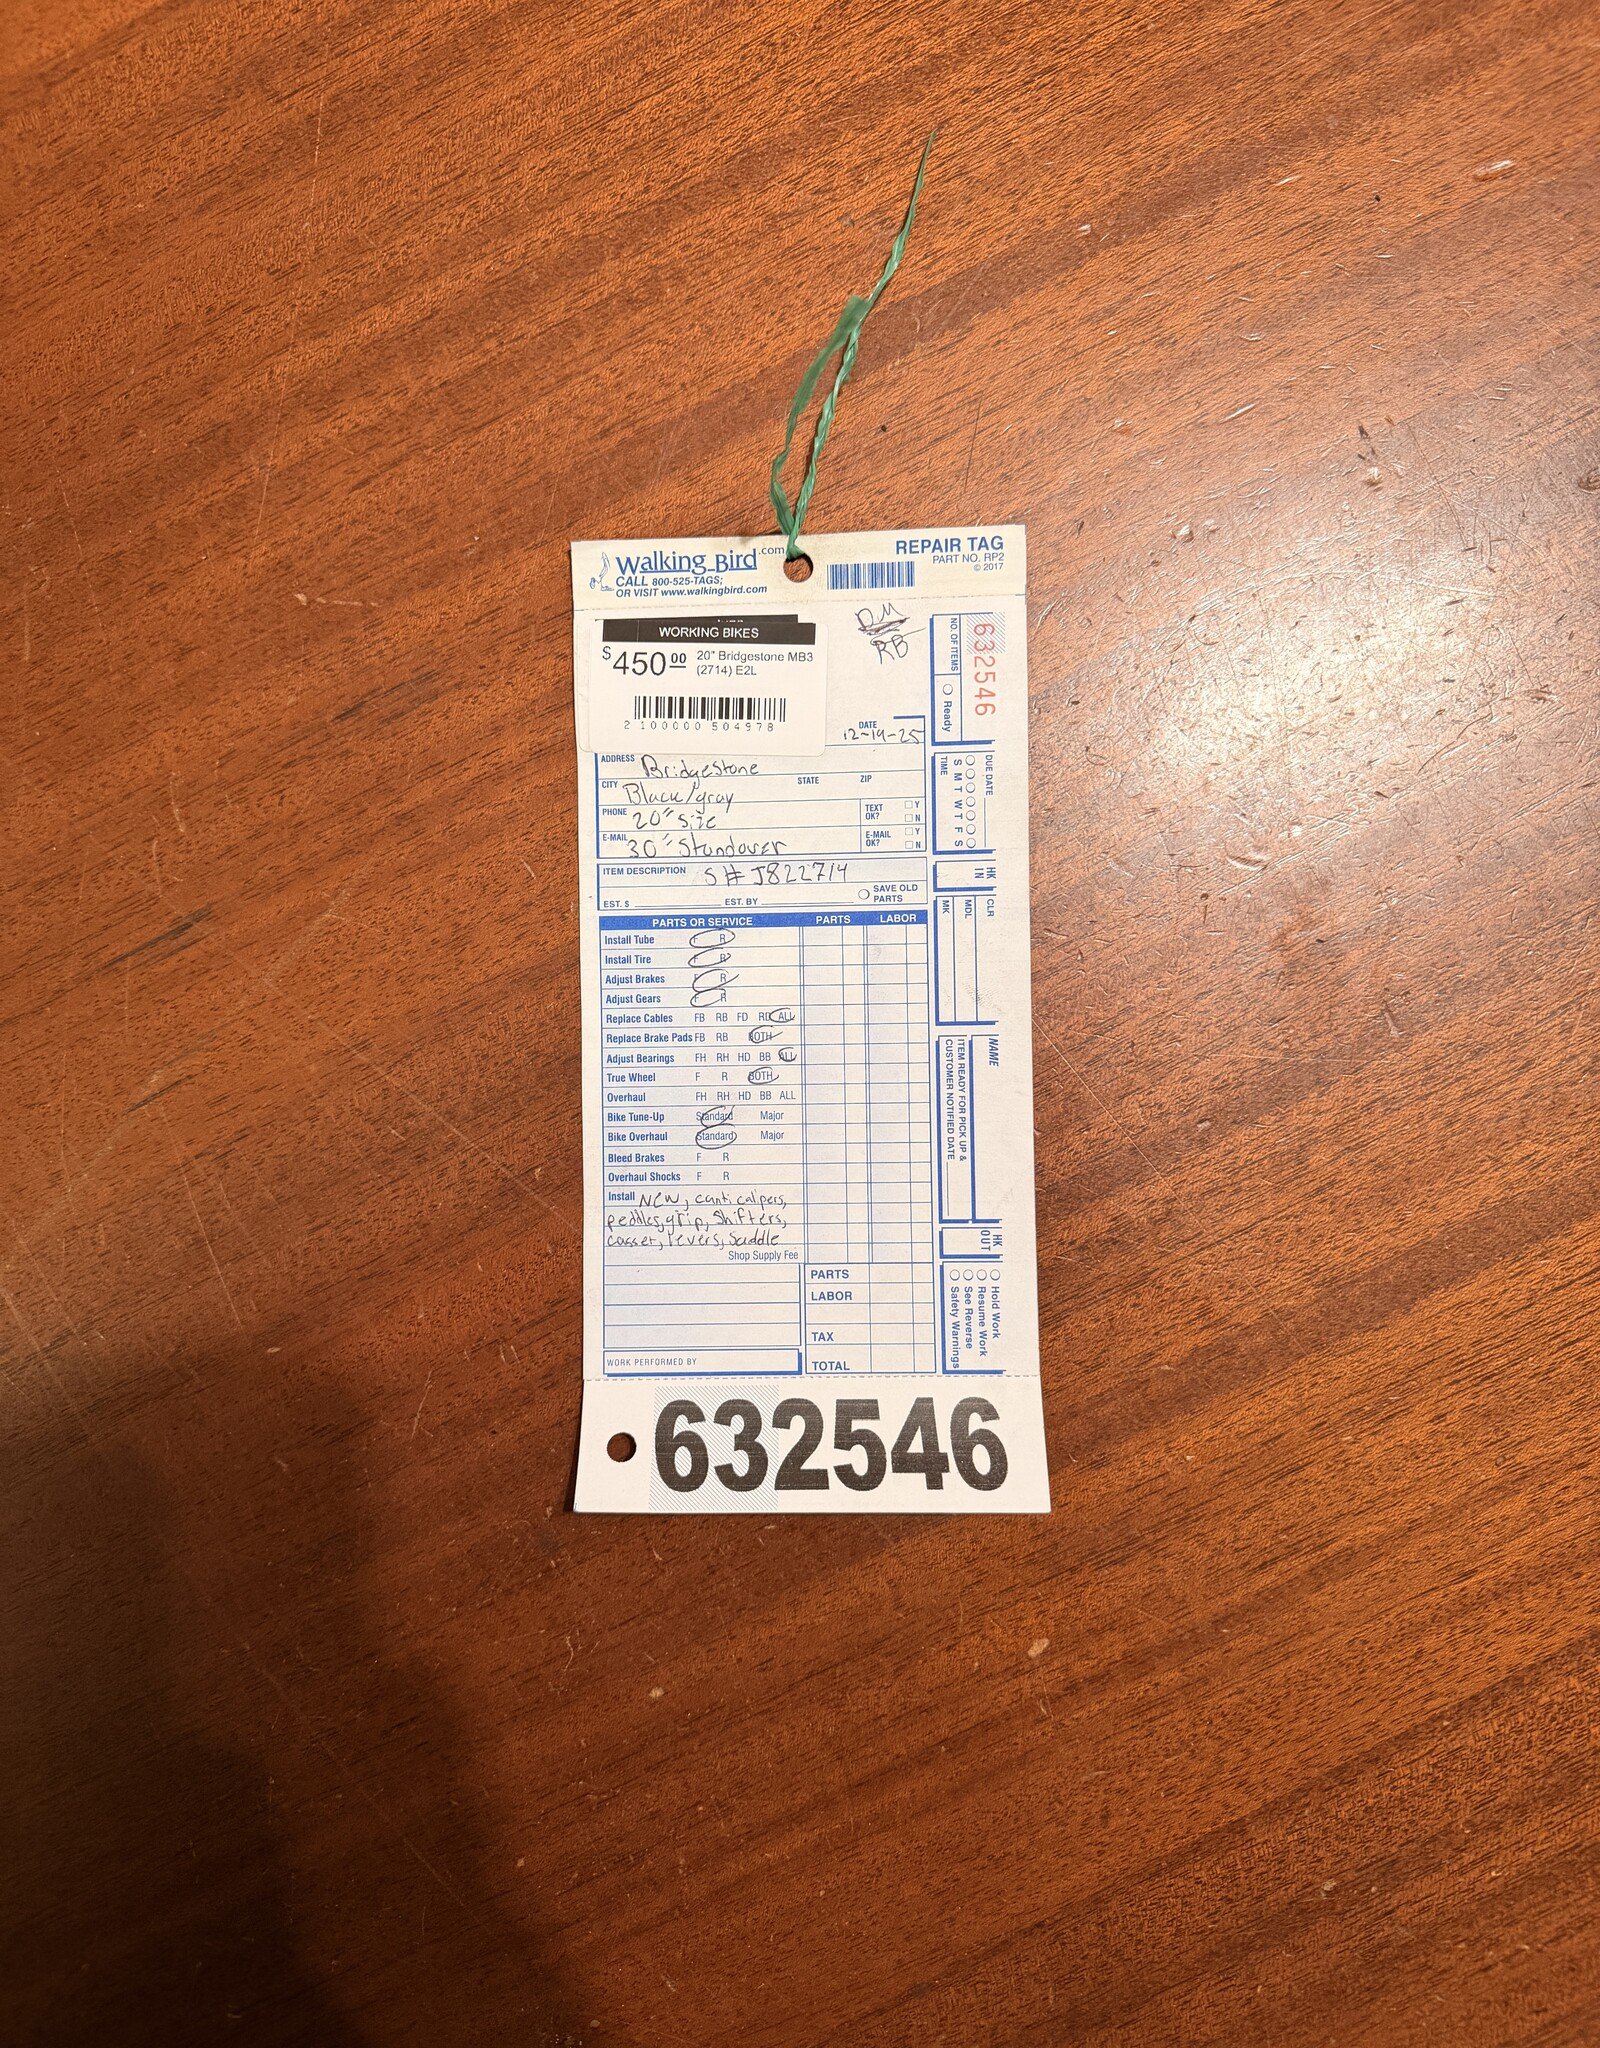 Walking Bird.com
CALL 800-525-TAGS;
OR VISIT www.walkingbird.com
REPAIR TAG
PART NO. RP2
© 2017
DM
RB
WORKING BIKES
$450.00 20" Bridgestone MB3
(2714) E2L
2 100000 504978
DATE
12-19-25
ADDRESS Bridgestone
CITY Black/gray STATE ZIP
PHONE 20" Size TEXT OK? Y N
E-MAIL 30" Standover E-MAIL OK? Y N
ITEM DESCRIPTION S# J822714
EST. $ EST. BY SAVE OLD PARTS
PARTS OR SERVICE PARTS LABOR
Install Tube F R
Install Tire F R
Adjust Brakes F R
Adjust Gears F R
Replace Cables FB RB FD RD ALL
Replace Brake Pads FB RB BOTH
Adjust Bearings FH RH HD BB ALL
True Wheel F R BOTH
Overhaul FH RH HD BB ALL
Bike Tune-Up Standard Major
Bike Overhaul Standard Major
Bleed Brakes F R
Overhaul Shocks F R
Install New, canti calipers,
peddles, grip, Shifters,
casset, levers, Saddle
Shop Supply Fee
PARTS
LABOR
TAX
TOTAL
WORK PERFORMED BY
632546
NO. OF ITEMS
Ready
DUE DATE
S M T W T F S
TIME
HK IN
CLR
MDL
MK
NAME
ITEM READY FOR PICK UP &
CUSTOMER NOTIFIED DATE
HK OUT
Hold Work
Resume Work
See Reverse
Safety Warnings
632546